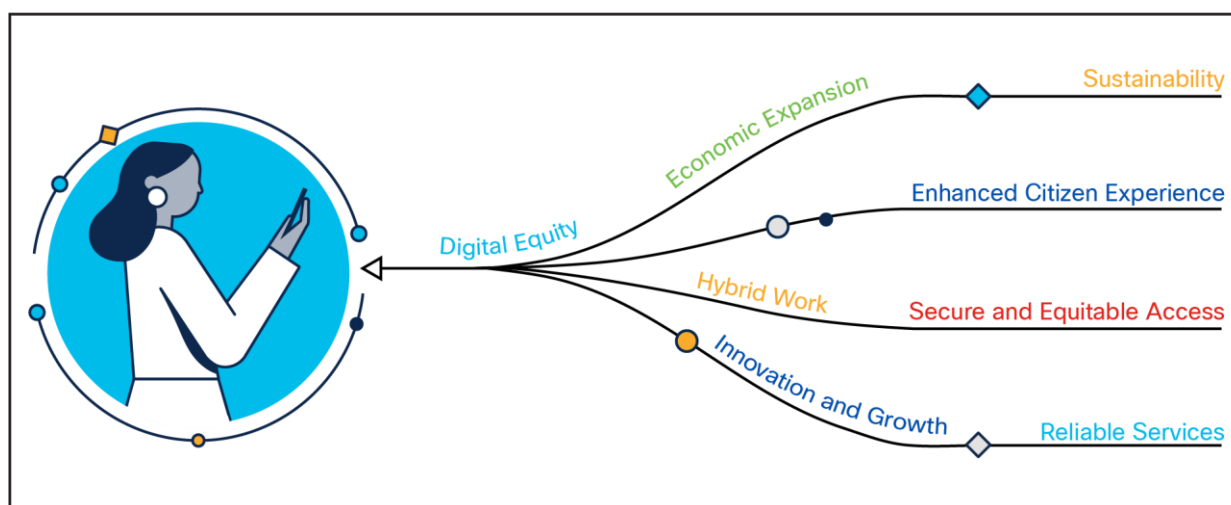 Sustainability
Economic Expansion
Enhanced Citizen Experience
Digital Equity
Hybrid Work
Secure and Equitable Access
Innovation and Growth
Reliable Services